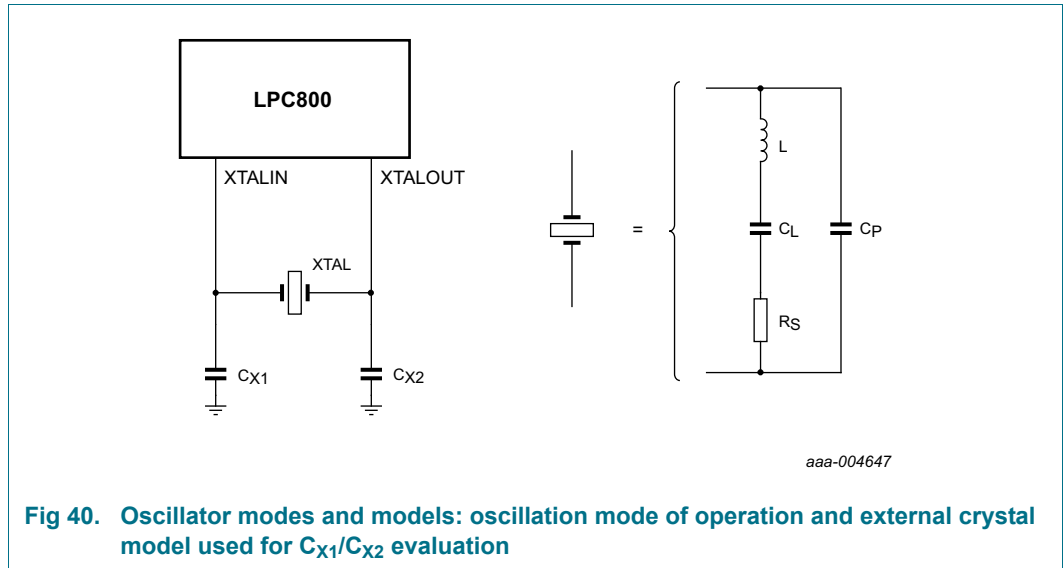 LPC800
XTALIN
XTALOUT
XTAL
CX1
CX2
=
L
CL
CP
RS
aaa-004647
Fig 40. Oscillator modes and models: oscillation mode of operation and external crystal
model used for CX1/CX2 evaluation